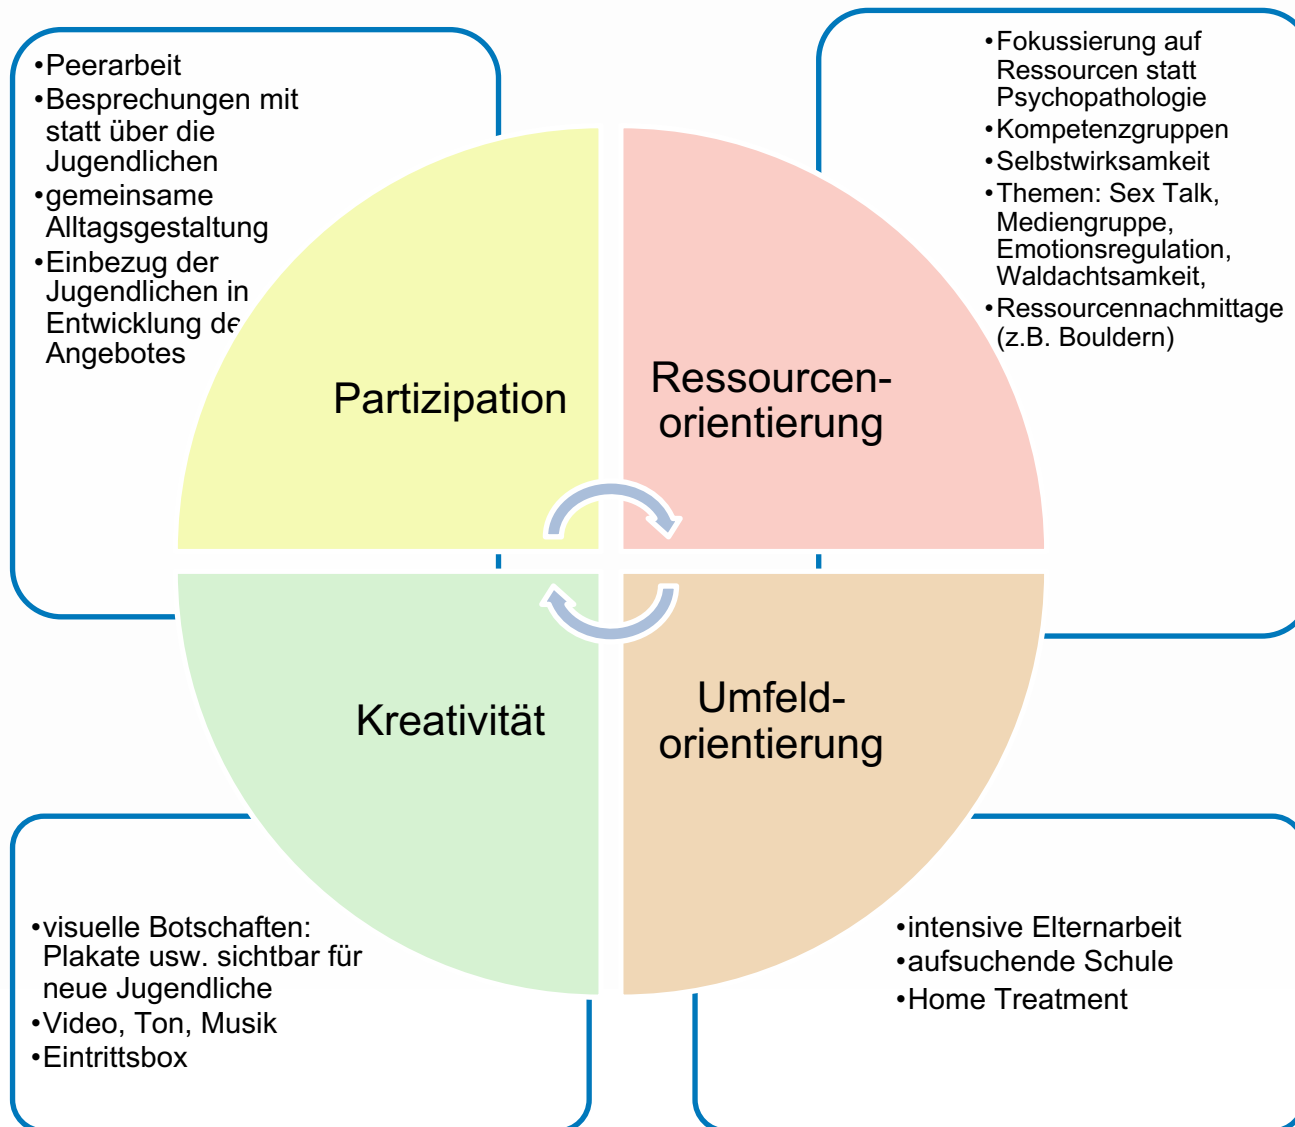 •Peerarbeit
•Besprechungen mit
statt über die
Jugendlichen
•gemeinsame
Alltagsgestaltung
•Einbezug der
Jugendlichen in
Entwicklung de
Angebotes
•Fokussierung auf
Ressourcen statt
Psychopathologie
•Kompetenzgruppen
•Selbstwirksamkeit
•Themen: Sex Talk,
Mediengruppe,
Emotionsregulation,
Waldachtsamkeit,
•Ressourcennachmittage
(z.B. Bouldern)
Partizipation
Ressourcen-
orientierung
Kreativität
Umfeld-
orientierung
•visuelle Botschaften:
Plakate usw. sichtbar für
neue Jugendliche
•Video, Ton, Musik
•Eintrittsbox
•intensive Elternarbeit
•aufsuchende Schule
•Home Treatment